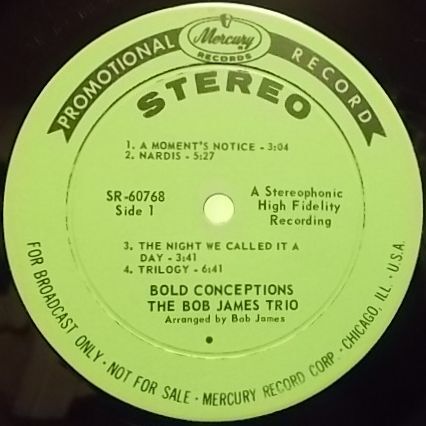 PROMOTIONAL RECORD
Mercury
RECORDS
STEREO
1. A MOMENT'S NOTICE - 3:04
2. NARDIS - 5:27
SR-60768
Side 1
A Stereophonic
High Fidelity
Recording
3. THE NIGHT WE CALLED IT A
DAY - 3:41
4. TRILOGY - 6:41
BOLD CONCEPTIONS
THE BOB JAMES TRIO
Arranged by Bob James
FOR BROADCAST ONLY · NOT FOR SALE · MERCURY RECORD CORP. · CHICAGO, ILL. · U.S.A.